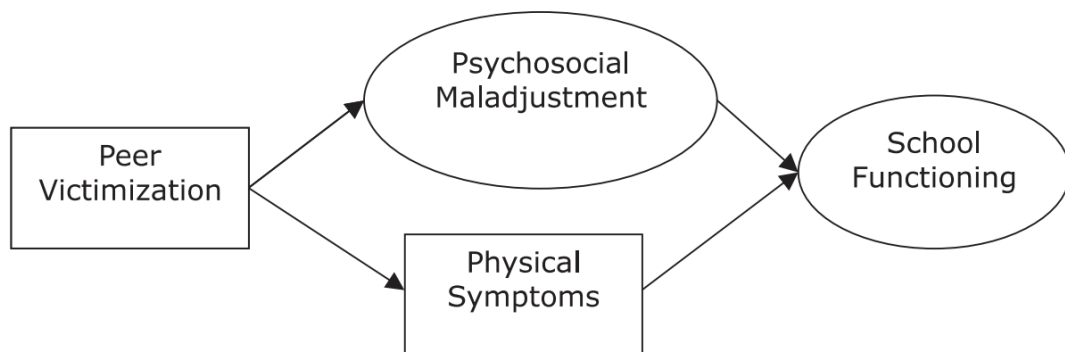 Psychosocial
Maladjustment
Peer
Victimization
School
Functioning
Physical
Symptoms